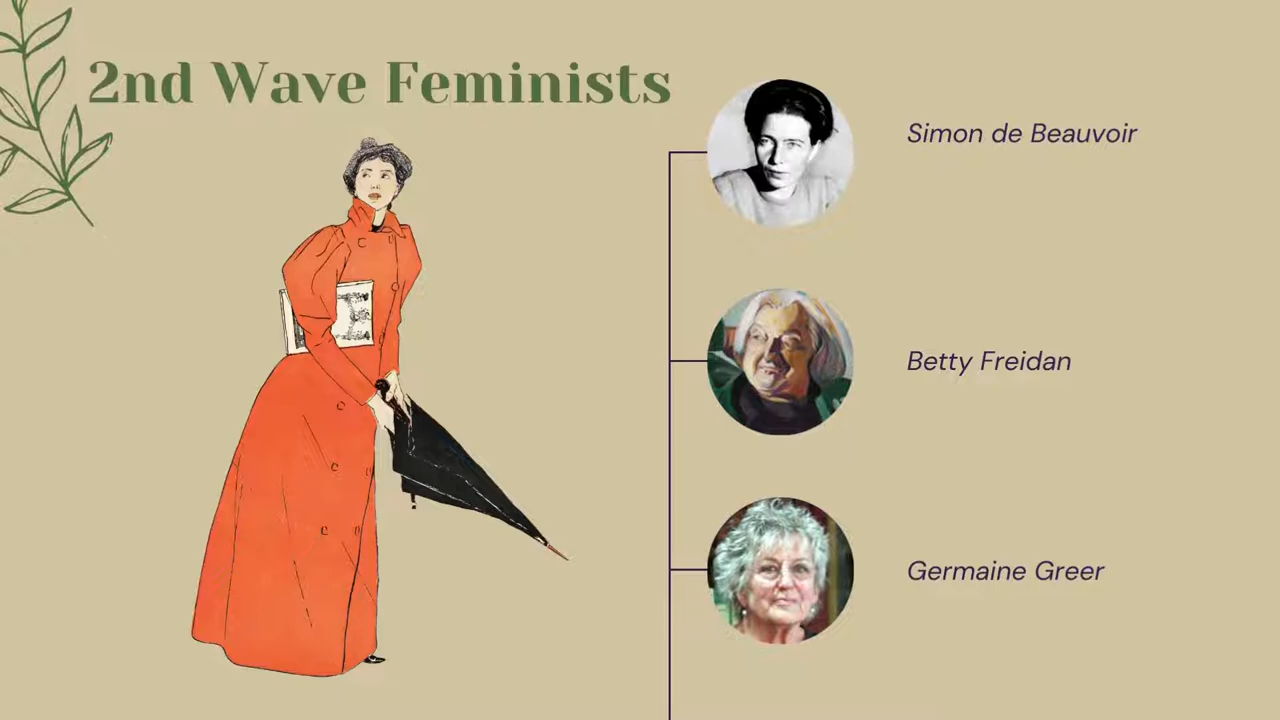 2nd Wave Feminists
Simon de Beauvoir
Betty Freidan
Germaine Greer